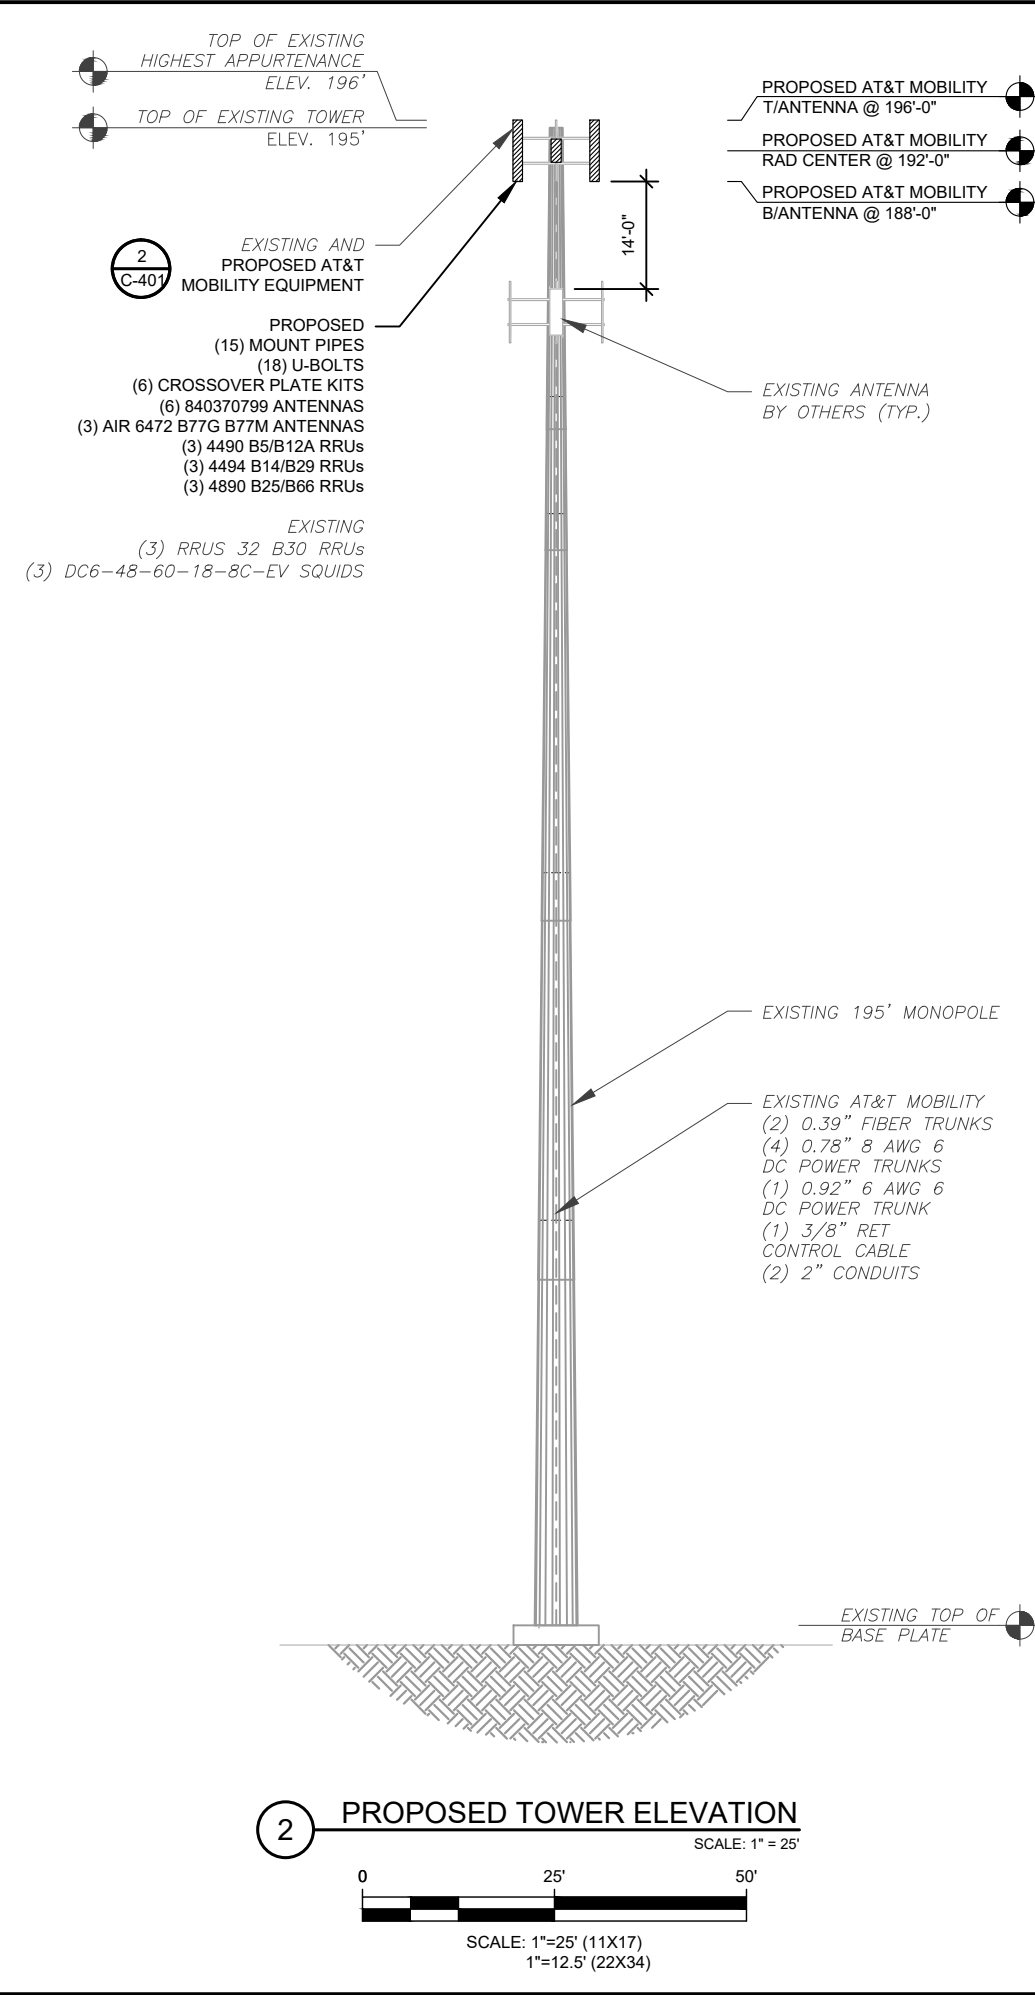 TOP OF EXISTING
HIGHEST APPURTENANCE
ELEV. 196'
TOP OF EXISTING TOWER
ELEV. 195'
PROPOSED AT&T MOBILITY
T/ANTENNA @ 196'-0"
PROPOSED AT&T MOBILITY
RAD CENTER @ 192'-0"
PROPOSED AT&T MOBILITY
B/ANTENNA @ 188'-0"
14'-0"
2
C-401
EXISTING AND
PROPOSED AT&T
MOBILITY EQUIPMENT
PROPOSED
(15) MOUNT PIPES
(18) U-BOLTS
(6) CROSSOVER PLATE KITS
(6) 840370799 ANTENNAS
(3) AIR 6472 B77G B77M ANTENNAS
(3) 4490 B5/B12A RRUs
(3) 4494 B14/B29 RRUs
(3) 4890 B25/B66 RRUs
EXISTING
(3) RRUS 32 B30 RRUs
(3) DC6-48-60-18-8C-EV SQUIDS
EXISTING ANTENNA
BY OTHERS (TYP.)
EXISTING 195' MONOPOLE
EXISTING AT&T MOBILITY
(2) 0.39" FIBER TRUNKS
(4) 0.78" 8 AWG 6
DC POWER TRUNKS
(1) 0.92" 6 AWG 6
DC POWER TRUNK
(1) 3/8" RET
CONTROL CABLE
(2) 2" CONDUITS
EXISTING TOP OF
BASE PLATE
2
PROPOSED TOWER ELEVATION
SCALE: 1" = 25'
0 25' 50'
SCALE: 1"=25' (11X17)
1"=12.5' (22X34)